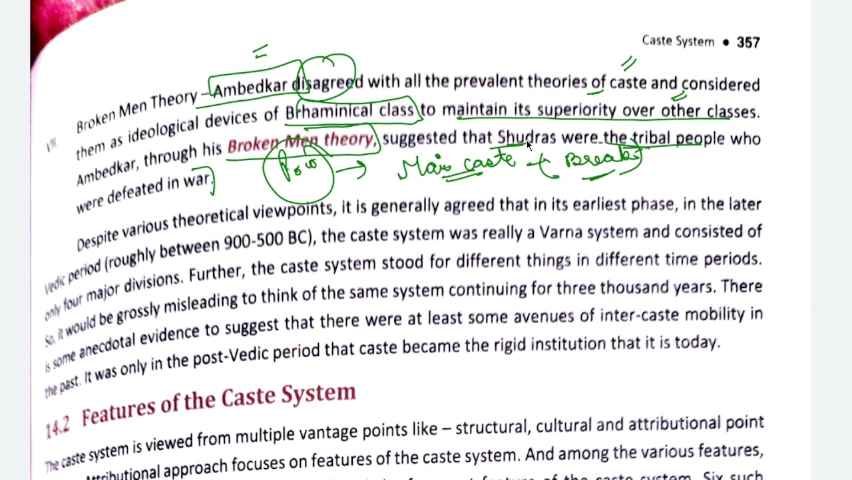 Caste System • 357
VII. Broken Men Theory – Ambedkar disagreed with all the prevalent theories of caste and considered
them as ideological devices of Brhaminical class to maintain its superiority over other classes.
Ambedkar, through his Broken Men theory, suggested that Shudras were the tribal people who
were defeated in war.
→ Main caste Breaks
Despite various theoretical viewpoints, it is generally agreed that in its earliest phase, in the later
vedic period (roughly between 900-500 BC), the caste system was really a Varna system and consisted of
only four major divisions. Further, the caste system stood for different things in different time periods.
So, it would be grossly misleading to think of the same system continuing for three thousand years. There
is some anecdotal evidence to suggest that there were at least some avenues of inter-caste mobility in
the past. It was only in the post-Vedic period that caste became the rigid institution that it is today.
14.2 Features of the Caste System
The caste system is viewed from multiple vantage points like – structural, cultural and attributional point
Attributional approach focuses on features of the caste system. And among the various features,
of the caste system. Six such